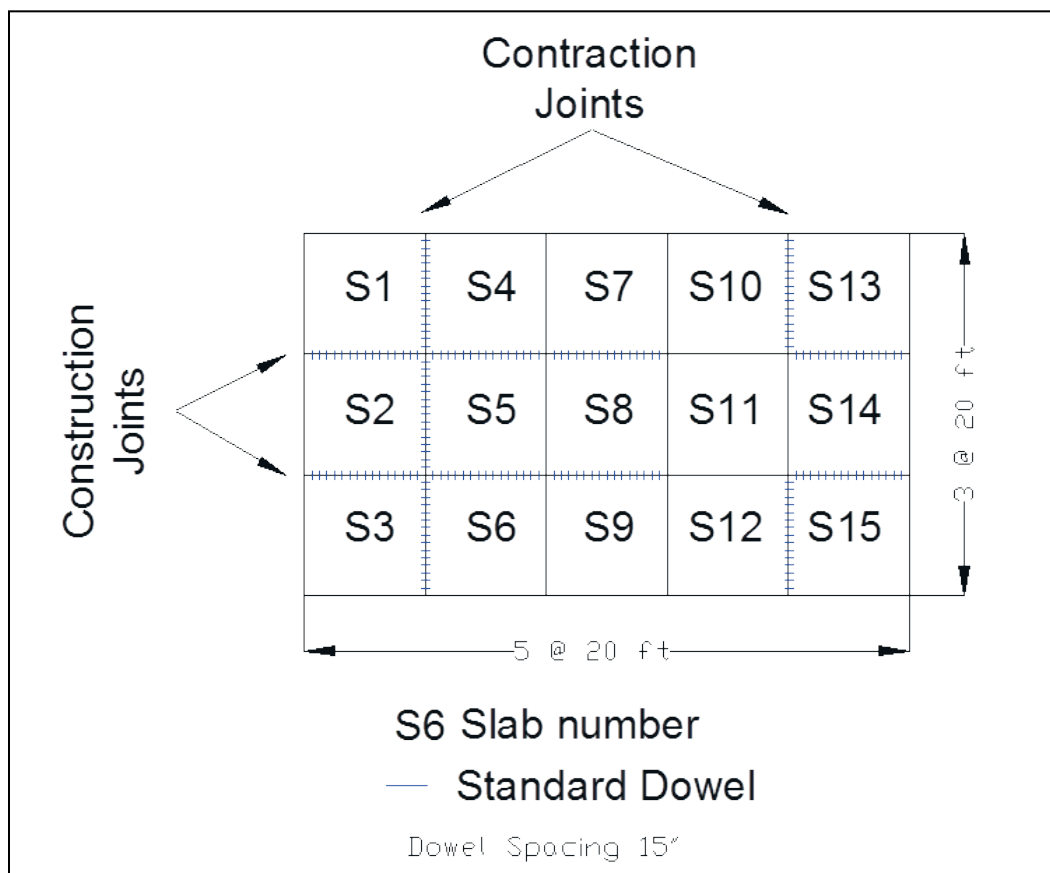 Contraction
Joints
Construction
Joints
S1 S4 S7 S10 S13
S2 S5 S8 S11 S14
S3 S6 S9 S12 S15
3 @ 20 ft
5 @ 20 ft
S6 Slab number
Standard Dowel
Dowel Spacing 15"